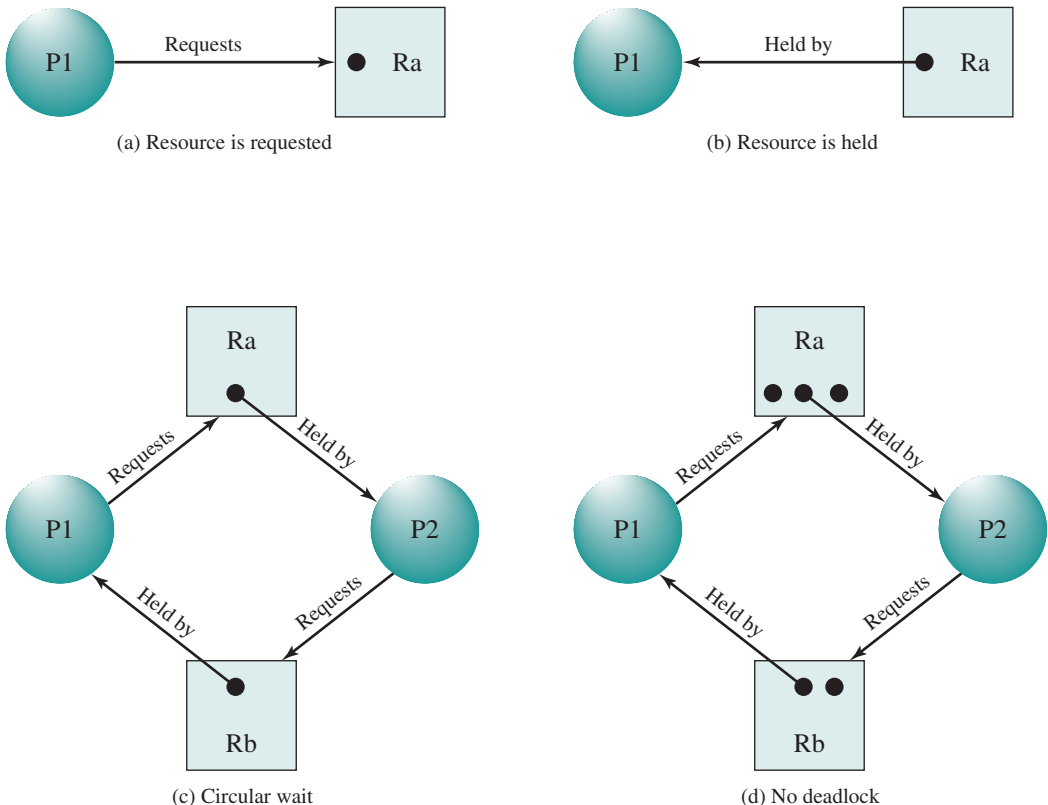 P1
Requests
Ra
(a) Resource is requested
P1
Held by
Ra
(b) Resource is held
Ra
Requests
Held by
P1
P2
Held by
Requests
Rb
(c) Circular wait
Ra
Requests
Held by
P1
P2
Held by
Requests
Rb
(d) No deadlock